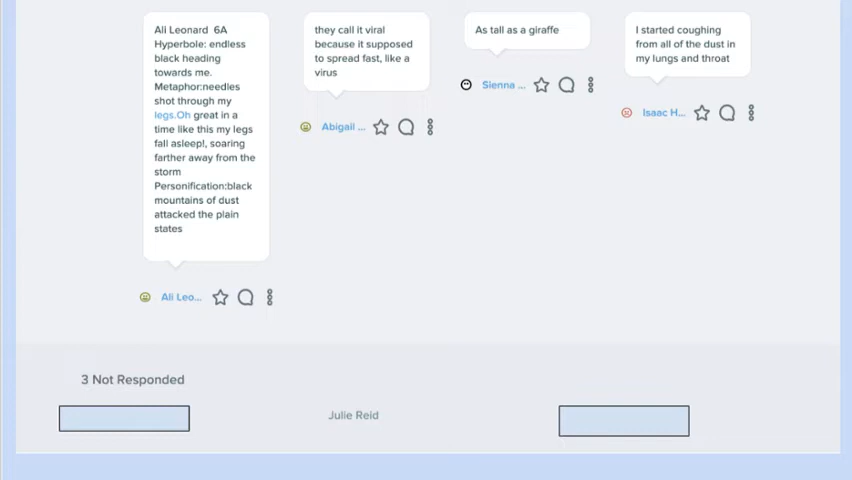 Ali Leonard  6A
Hyperbole: endless
black heading
towards me.
Metaphor:needles
shot through my
legs.Oh great in a
time like this my legs
fall asleep!, soaring
farther away from the
storm
Personification:black
mountains of dust
attacked the plain
states
Ali Leo...
they call it viral
because it supposed
to spread fast, like a
virus
Abigail ...
As tall as a giraffe
Sienna ...
I started coughing
from all of the dust in
my lungs and throat
Isaac H...
3 Not Responded
Julie Reid